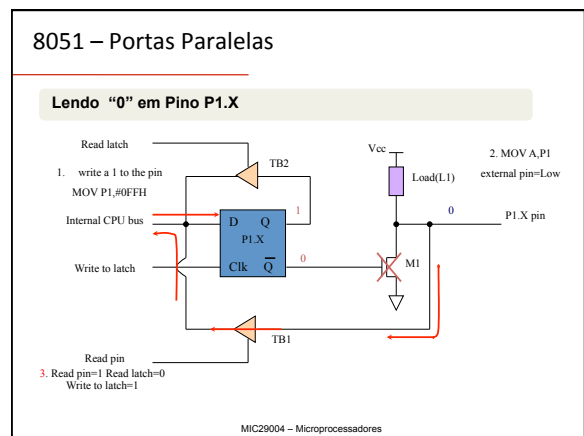 8051 – Portas Paralelas
Lendo “0” em Pino P1.X
Read latch
TB2
Vcc
Load(L1)
2. MOV A,P1
external pin=Low
1. write a 1 to the pin
MOV P1,#0FFH
Internal CPU bus
D Q
1
0
P1.X pin
P1.X
Write to latch
Clk Q
0
M1
TB1
Read pin
3. Read pin=1 Read latch=0
Write to latch=1
MIC29004 – Microprocessadores